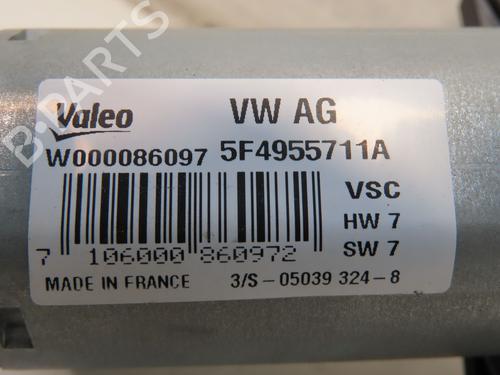 Valeo VW AG
W000086097 5F4955711A
VSC
HW 7
7 106000 860972 SW 7
MADE IN FRANCE 3/S-05039 324-8
B-PARTS